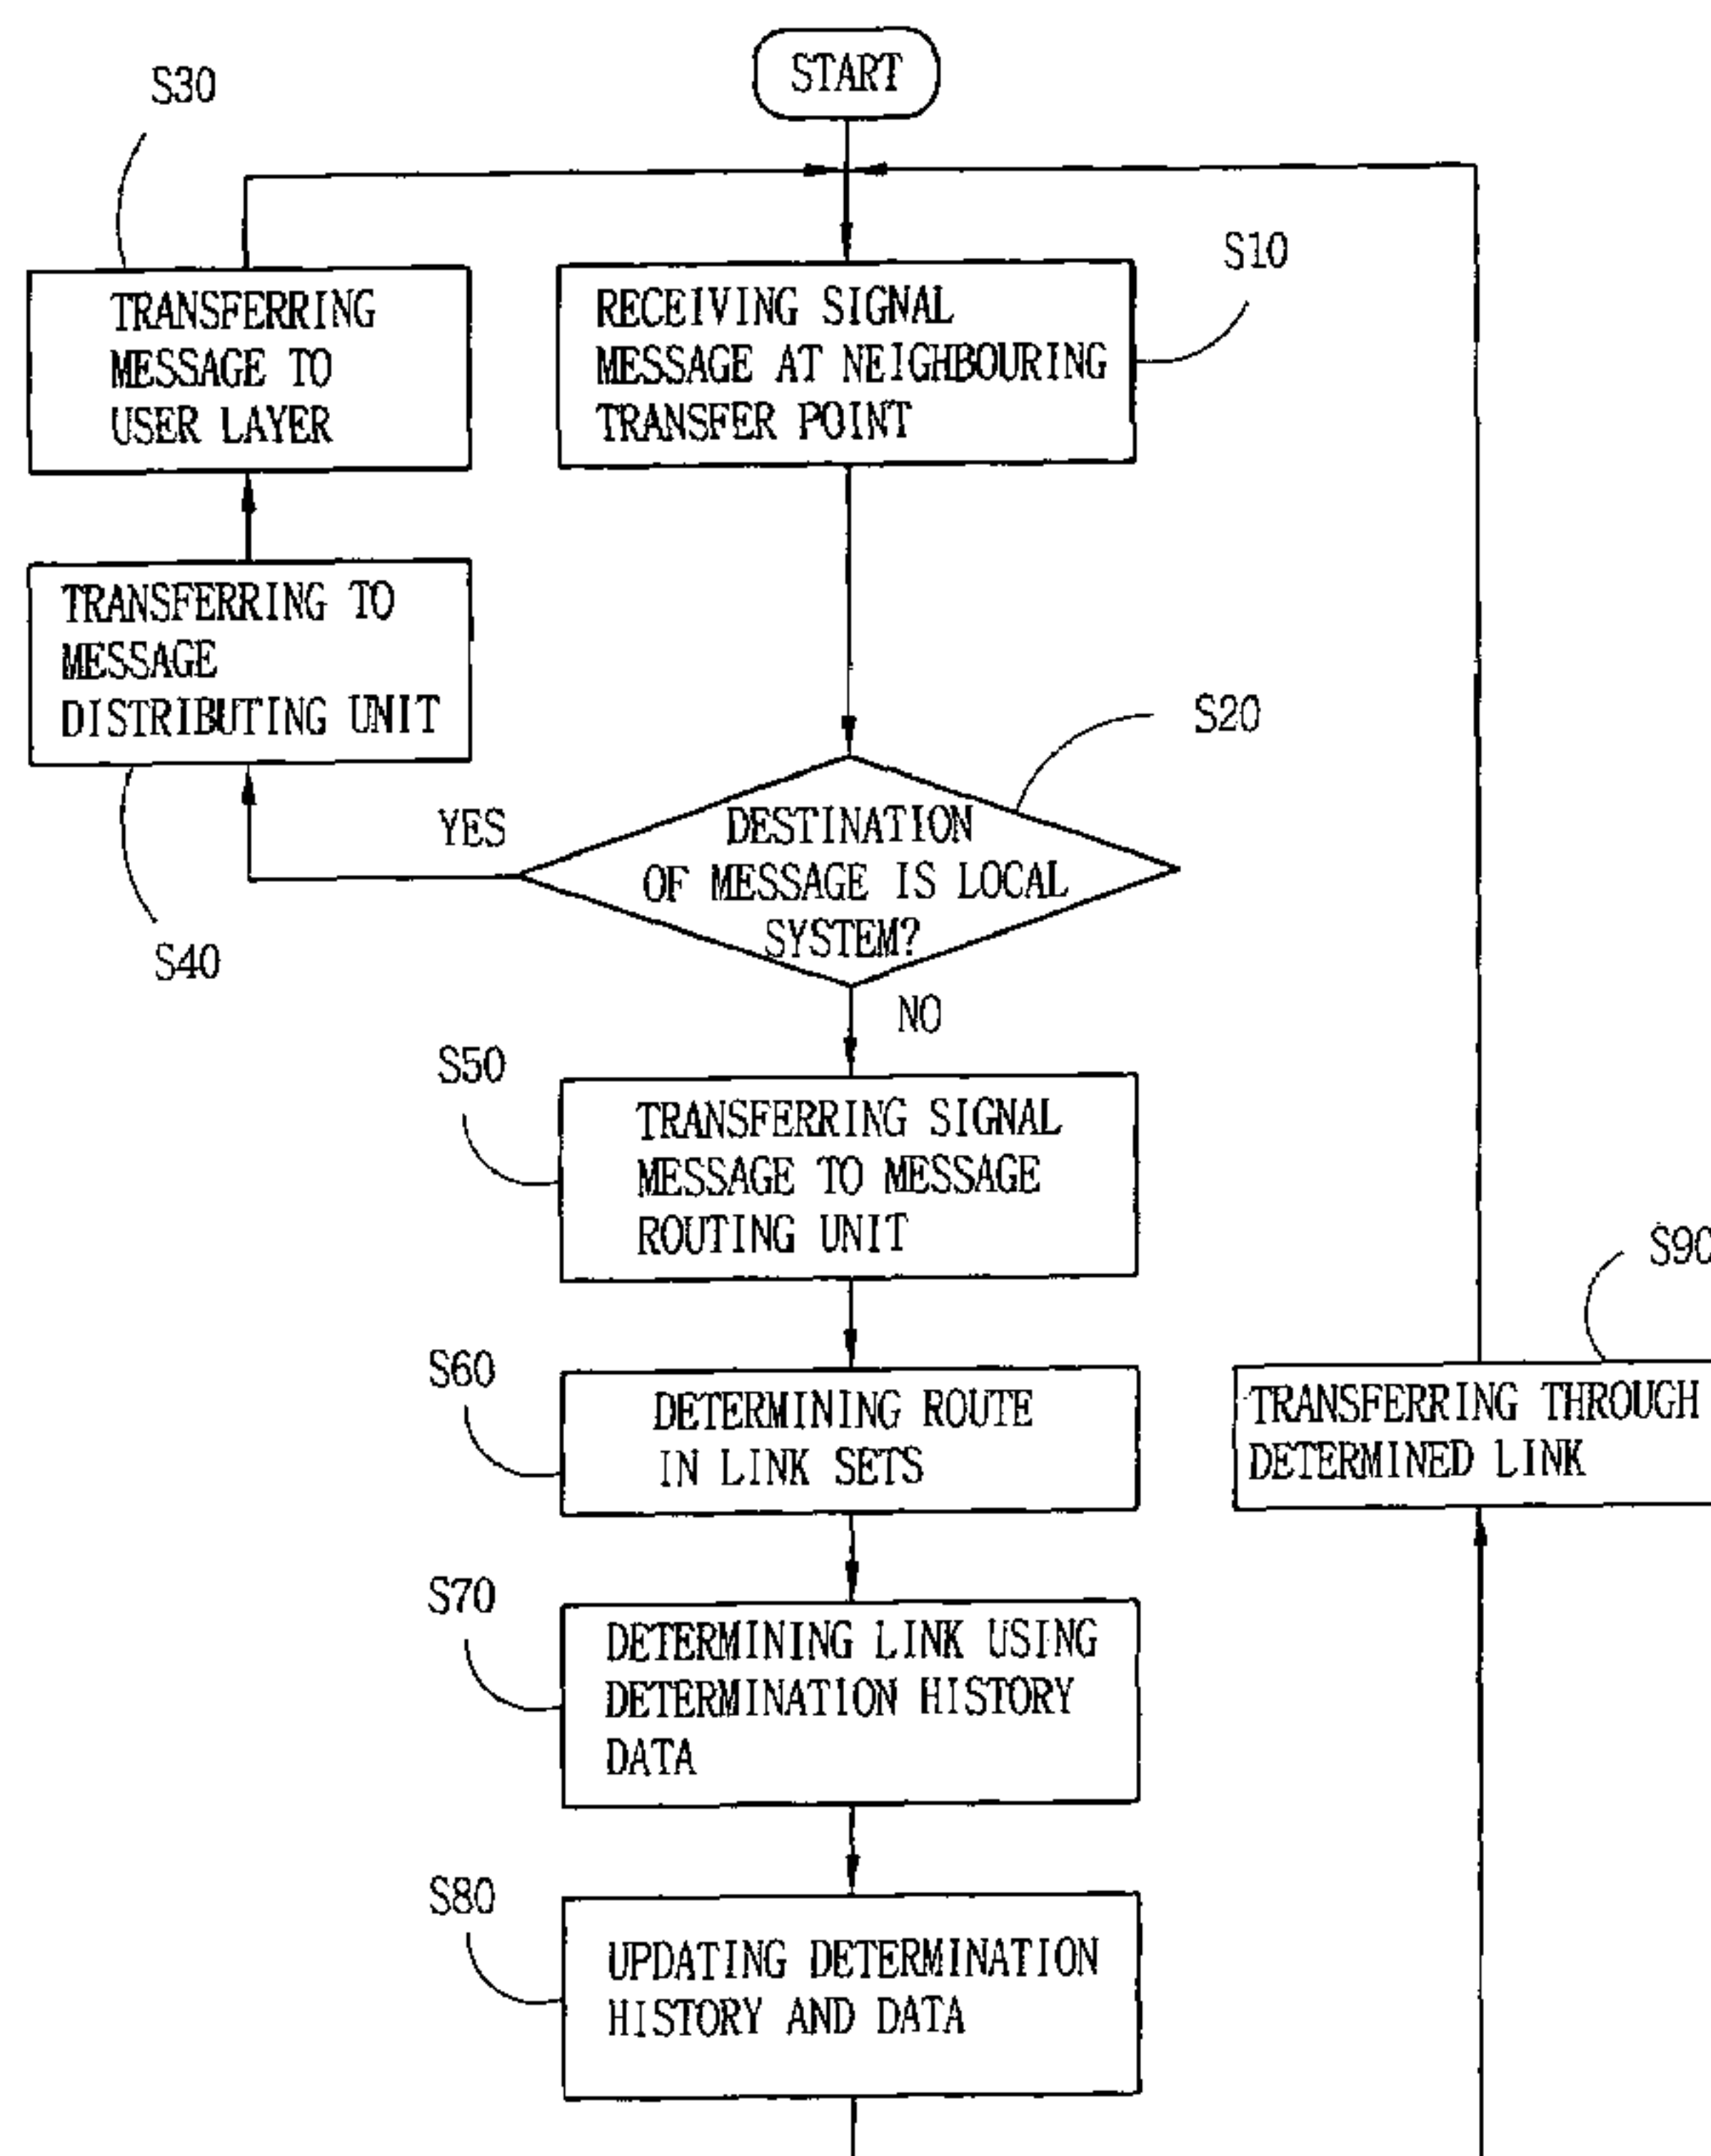 START
S30
TRANSFERRING
MESSAGE TO
USER LAYER
S10
RECEIVING SIGNAL
MESSAGE AT NEIGHBOURING
TRANSFER POINT
TRANSFERRING TO
MESSAGE
DISTRIBUTING UNIT
S40
S20
YES
DESTINATION
OF MESSAGE IS LOCAL
SYSTEM?
NO
S50
TRANSFERRING SIGNAL
MESSAGE TO MESSAGE
ROUTING UNIT
S60
DETERMINING ROUTE
IN LINK SETS
S90
TRANSFERRING THROUGH
DETERMINED LINK
S70
DETERMINING LINK USING
DETERMINATION HISTORY
DATA
S80
UPDATING DETERMINATION
HISTORY AND DATA